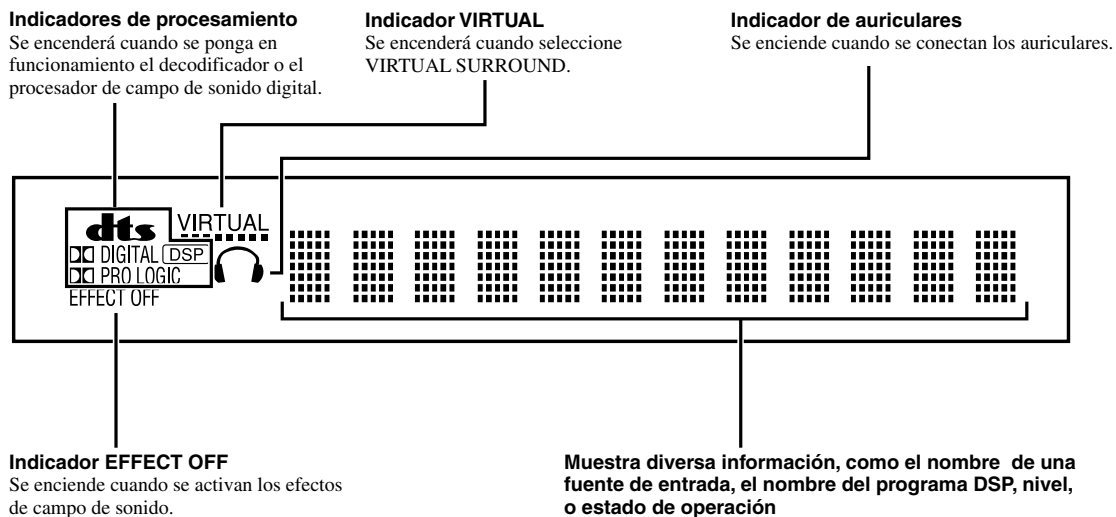 Indicadores de procesamiento
Se encenderá cuando se ponga en
funcionamiento el decodificador o el
procesador de campo de sonido digital.
Indicador VIRTUAL
Se encenderá cuando seleccione
VIRTUAL SURROUND.
Indicador de auriculares
Se enciende cuando se conectan los auriculares.
dts
VIRTUAL
DIGITAL DSP
PRO LOGIC
EFFECT OFF
Indicador EFFECT OFF
Se enciende cuando se activan los efectos
de campo de sonido.
Muestra diversa información, como el nombre de una
fuente de entrada, el nombre del programa DSP, nivel,
o estado de operación